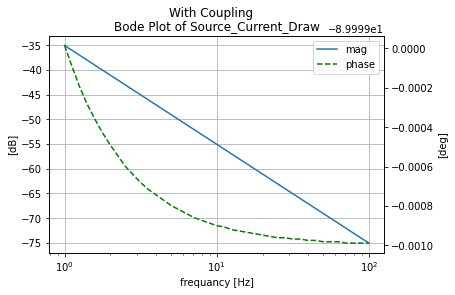 With Coupling
Bode Plot of Source_Current_Draw
−8.9999e1
mag
phase
[dB]
−35
−40
−45
−50
−55
−60
−65
−70
−75
0.0000
−0.0002
−0.0004
−0.0006
−0.0008
−0.0010
[deg]
10⁰
10¹
10²
frequancy [Hz]